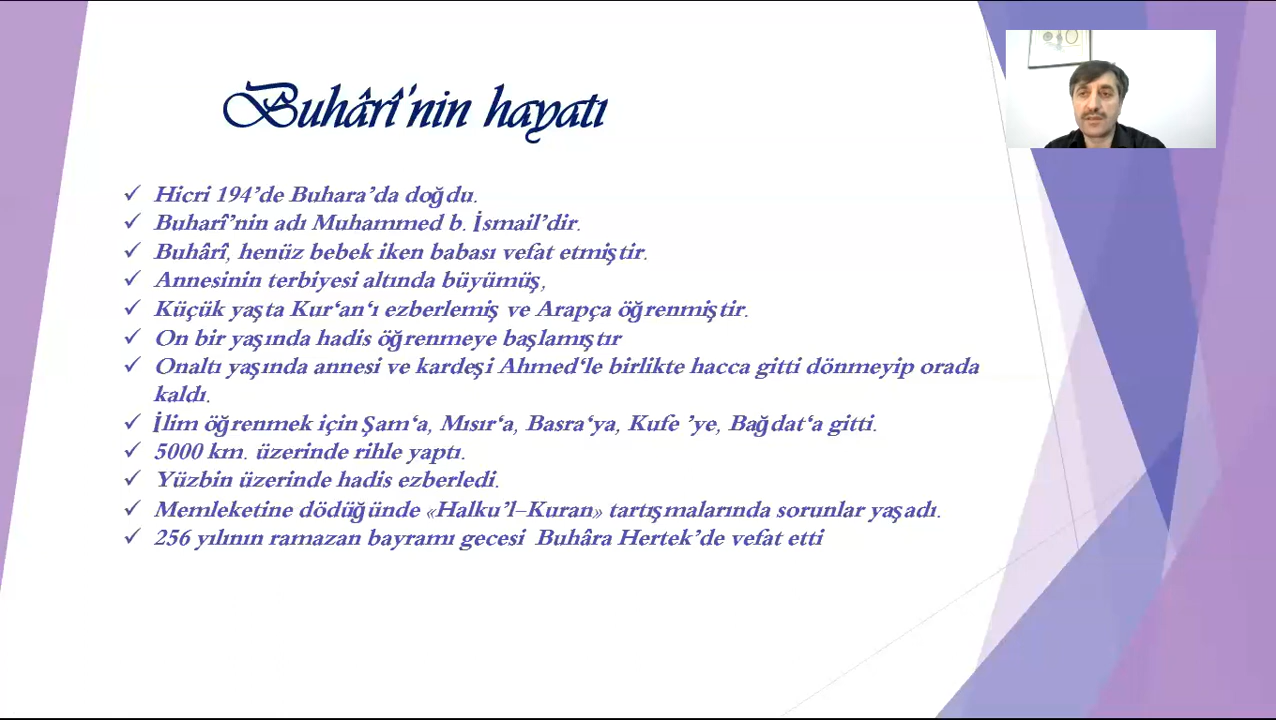 Buhârî'nin hayatı
✓ Hicri 194'de Buhara'da doğdu.
✓ Buharî'nin adı Muhammed b. İsmail'dir.
✓ Buhârî, henüz bebek iken babası vefat etmiştir.
✓ Annesinin terbiyesi altında büyümüş,
✓ Küçük yaşta Kur‘an‘ı ezberlemiş ve Arapça öğrenmiştir.
✓ On bir yaşında hadis öğrenmeye başlamıştır
✓ Onaltı yaşında annesi ve kardeşi Ahmed‘le birlikte hacca gitti dönmeyip orada
kaldı.
✓ İlim öğrenmek için Şam‘a, Mısır‘a, Basra‘ya, Kufe ’ye, Bağdat‘a gitti.
✓ 5000 km. üzerinde rihle yaptı.
✓ Yüzbin üzerinde hadis ezberledi.
✓ Memleketine dödüğünde «Halku’l–Kuran» tartışmalarında sorunlar yaşadı.
✓ 256 yılının ramazan bayramı gecesi Buhâra Hertek’de vefat etti